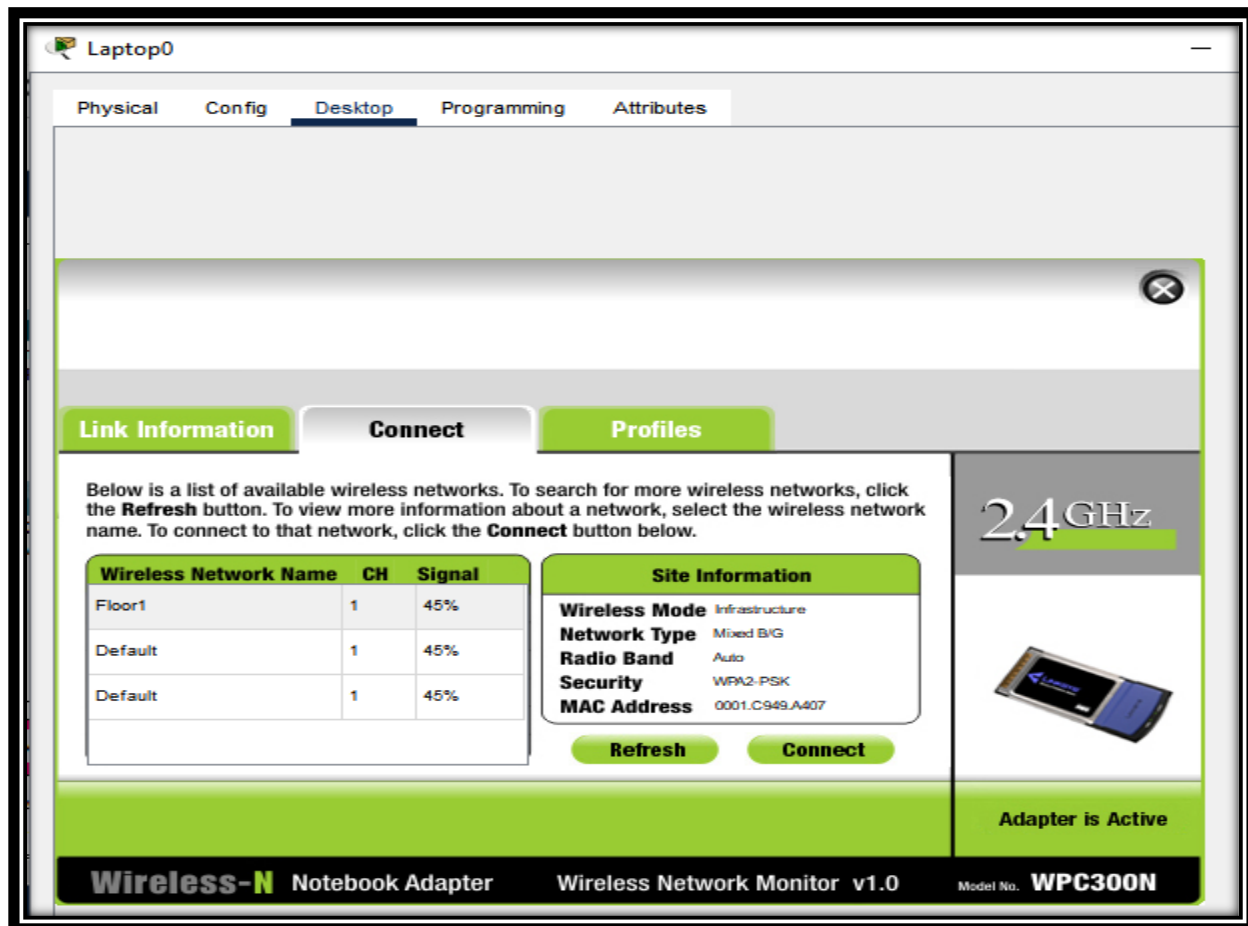 Laptop0
Physical Config Desktop Programming Attributes
Link Information Connect Profiles
Below is a list of available wireless networks. To search for more wireless networks, click
the Refresh button. To view more information about a network, select the wireless network
name. To connect to that network, click the Connect button below.
2.4 GHz
Wireless Network Name CH Signal
Floor1 1 45%
Default 1 45%
Default 1 45%
Site Information
Wireless Mode Infrastructure
Network Type Mixed B/G
Radio Band Auto
Security WPA2-PSK
MAC Address 0001.C949.A407
Refresh Connect
Adapter is Active
Wireless-N Notebook Adapter Wireless Network Monitor v1.0 Model No. WPC300N